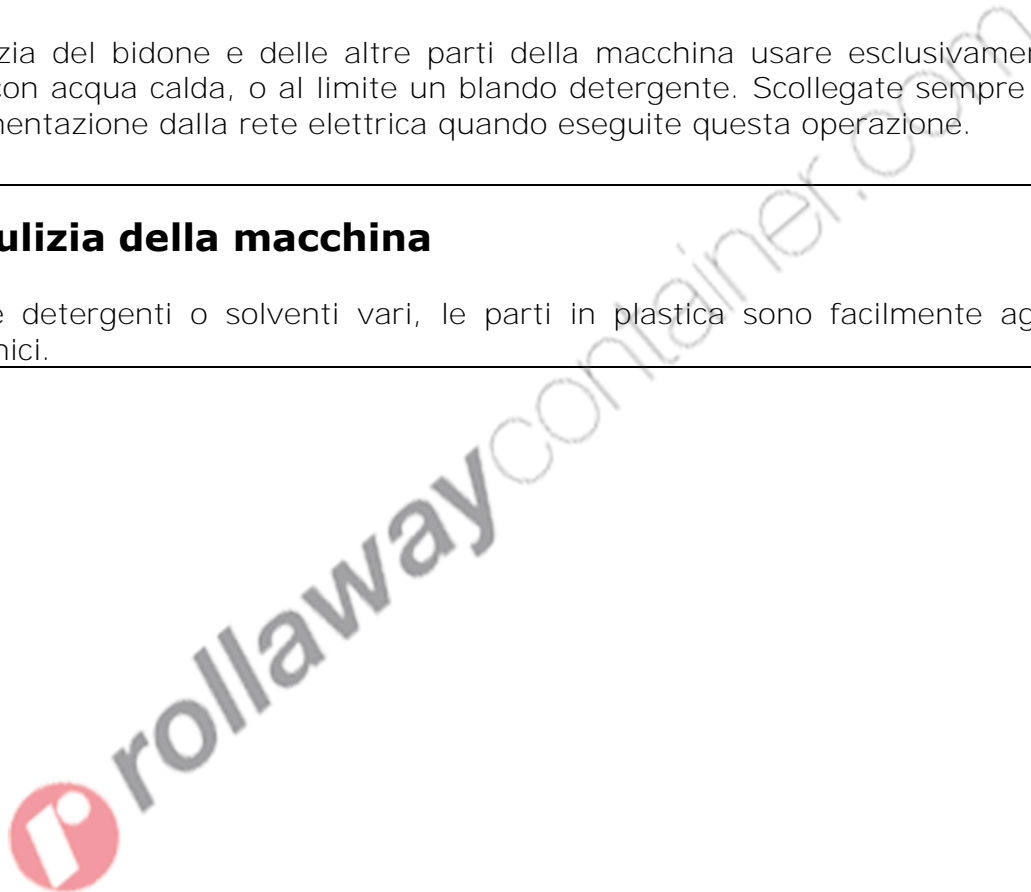 zia del bidone e delle altre parti della macchina usare esclusivamen
con acqua calda, o al limite un blando detergente. Scollegate sempre
mentazione dalla rete elettrica quando eseguite questa operazione.
ulizia della macchina
e detergenti o solventi vari, le parti in plastica sono facilmente ag
nici.
rollawaycontainer.com